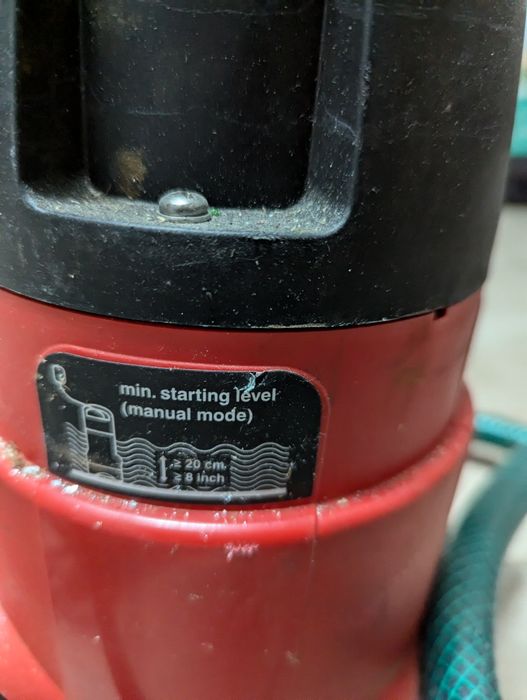 min. starting level
(manual mode)
≥ 20 cm
≥ 8 inch